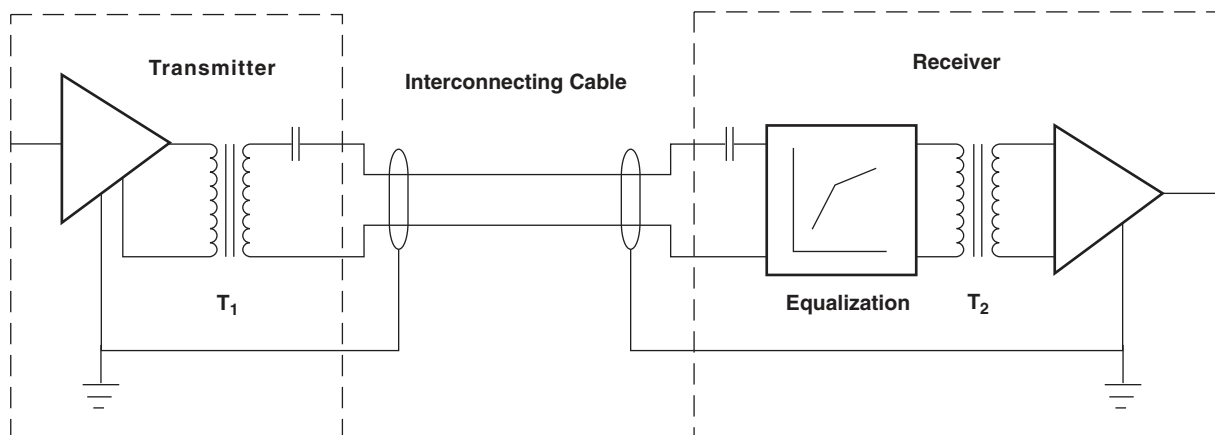 Transmitter
Interconnecting Cable
Receiver
T1
Equalization
T2